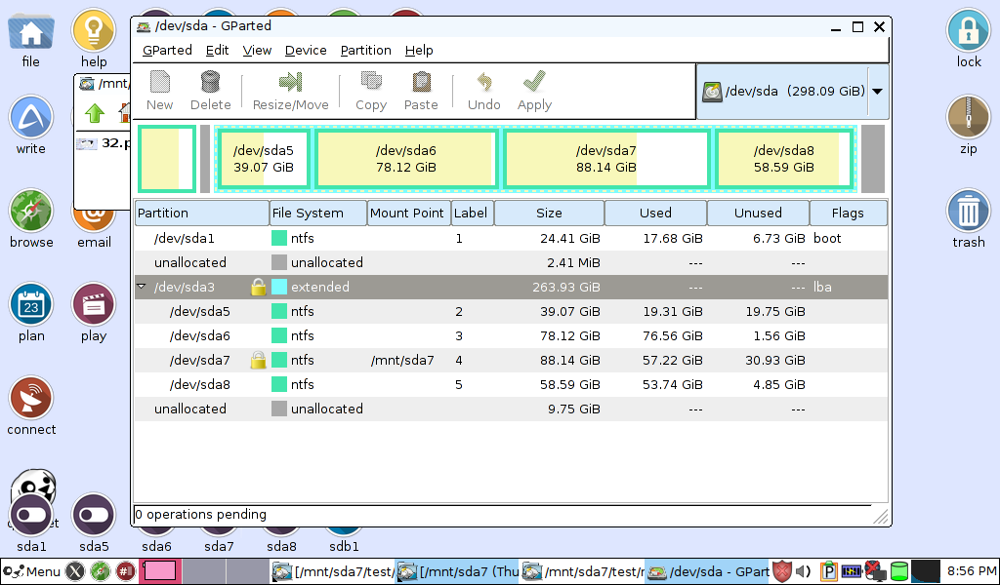 /dev/sda - GParted
GParted Edit View Device Partition Help
New Delete Resize/Move Copy Paste Undo Apply
/dev/sda (298.09 GiB)
/dev/sda5
39.07 GiB
/dev/sda6
78.12 GiB
/dev/sda7
88.14 GiB
/dev/sda8
58.59 GiB
Partition File System Mount Point Label Size Used Unused Flags
/dev/sda1 ntfs 1 24.41 GiB 17.68 GiB 6.73 GiB boot
unallocated unallocated 2.41 MiB --- ---
/dev/sda3 extended 263.93 GiB --- --- lba
/dev/sda5 ntfs 2 39.07 GiB 19.31 GiB 19.75 GiB
/dev/sda6 ntfs 3 78.12 GiB 76.56 GiB 1.56 GiB
/dev/sda7 ntfs /mnt/sda7 4 88.14 GiB 57.22 GiB 30.93 GiB
/dev/sda8 ntfs 5 58.59 GiB 53.74 GiB 4.85 GiB
unallocated unallocated 9.75 GiB --- ---
0 operations pending
file
help
/mnt/
32.p
write
browse
email
23
plan
play
connect
lock
zip
trash
sda1 sda5 sda6 sda7 sda8 sdb1
Menu X #! [/mnt/sda7/test/ [/mnt/sda7 (Thu /mnt/sda7/test/r /dev/sda - GPart P 8:56 PM